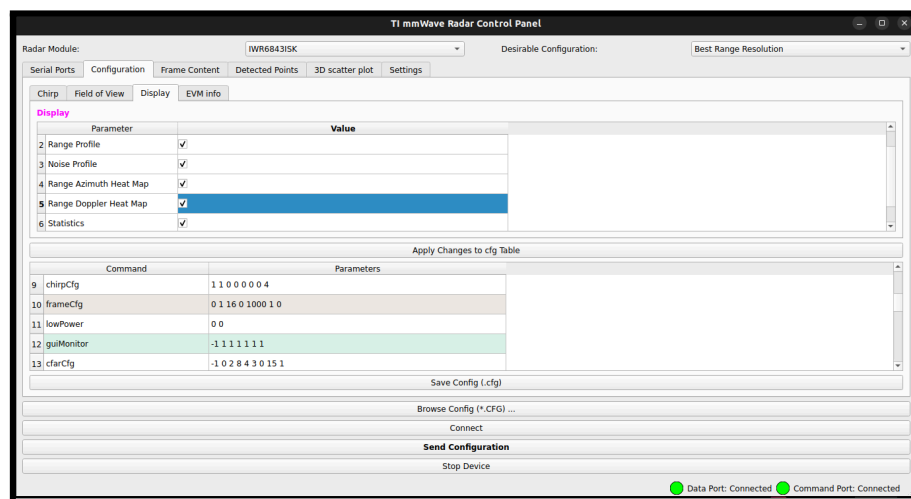 TI mmWave Radar Control Panel
Radar Module: IWR6843ISK Desirable Configuration: Best Range Resolution
Serial Ports Configuration Frame Content Detected Points 3D scatter plot Settings
Chirp Field of View Display EVM info
Display
Parameter Value
2 Range Profile
3 Noise Profile
4 Range Azimuth Heat Map
5 Range Doppler Heat Map
6 Statistics
Apply Changes to cfg Table
Command Parameters
9 chirpCfg 1 1 0 0 0 0 0 4
10 frameCfg 0 1 16 0 1000 1 0
11 lowPower 0 0
12 guiMonitor -1 1 1 1 1 1 1
13 cfarCfg -1 0 2 8 4 3 0 15 1
Save Config (.cfg)
Browse Config (*.CFG) ...
Connect
Send Configuration
Stop Device
Data Port: Connected Command Port: Connected